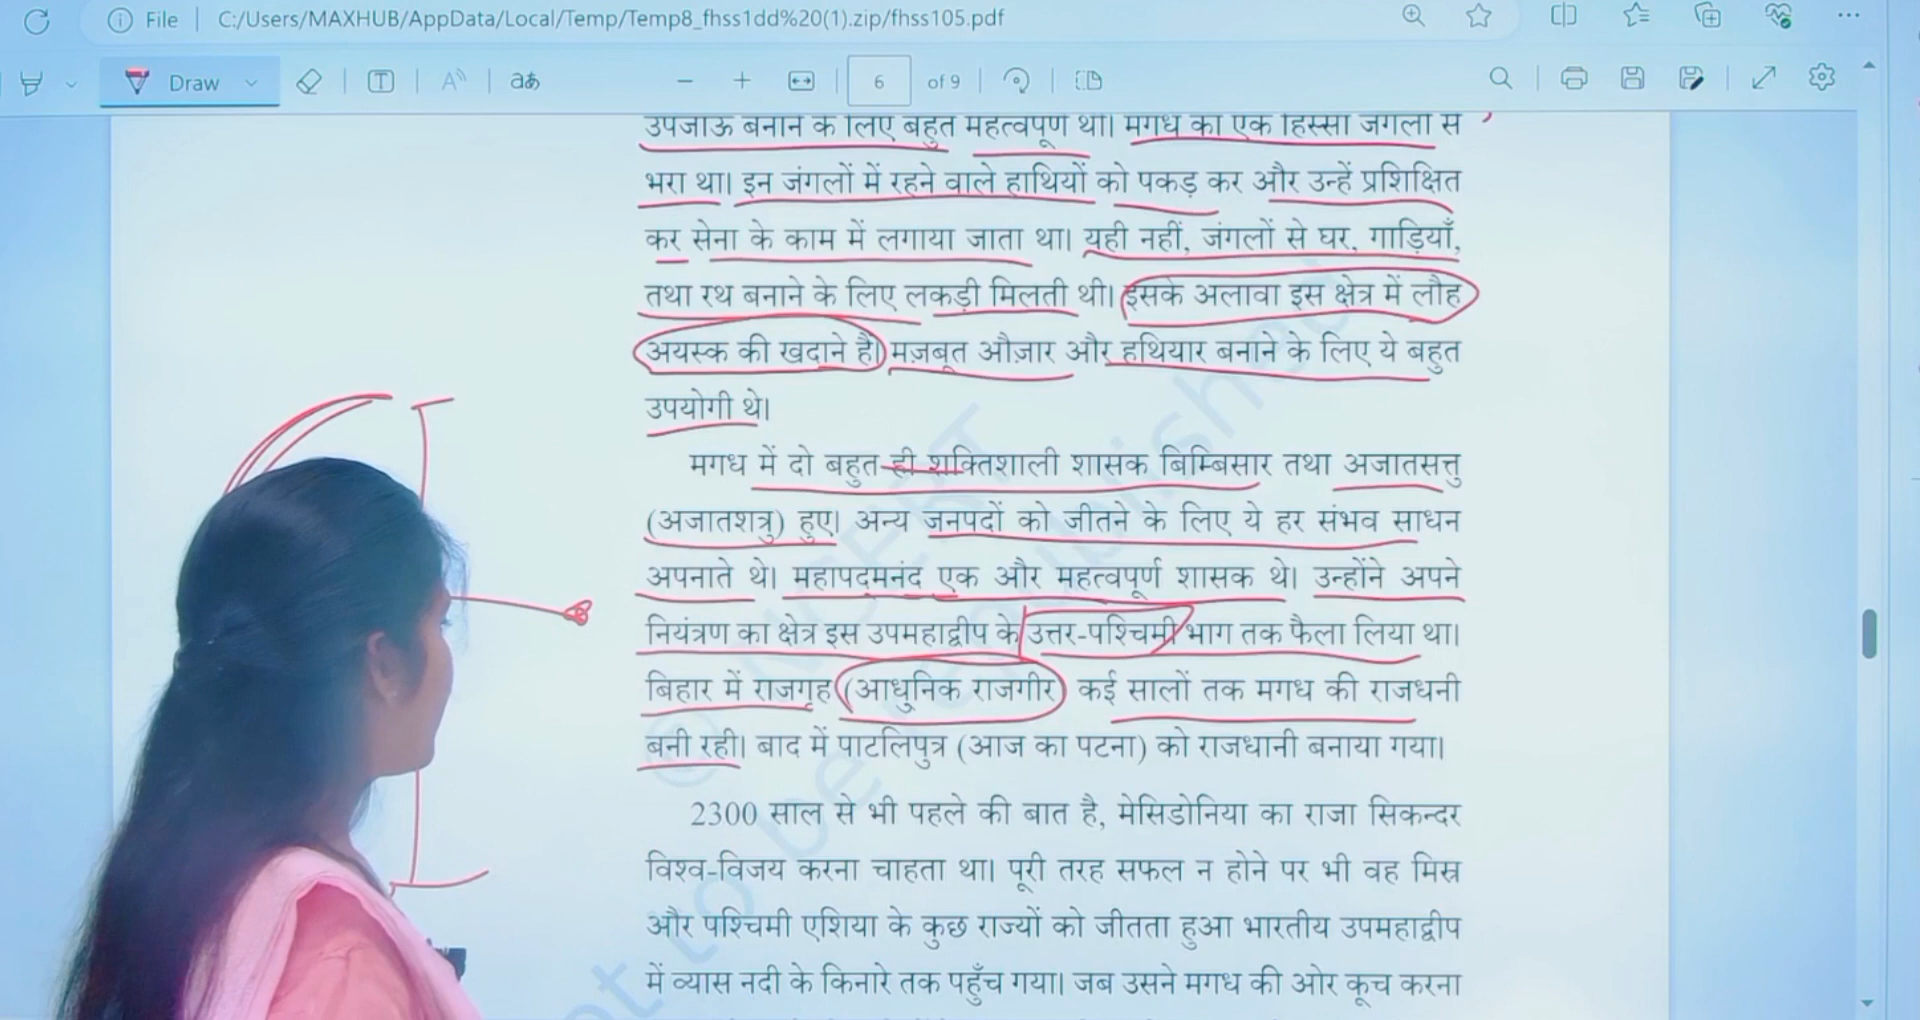 File | C:/Users/MAXHUB/AppData/Local/Temp/Temp8_fhss1dd%20(1).zip/fhss105.pdf
Draw T A aあ − + 6 of 9
उपजाऊ बनाने के लिए बहुत महत्वपूर्ण थी। मगध का एक हिस्सा जंगलों से
भरा था। इन जंगलों में रहने वाले हाथियों को पकड़ कर और उन्हें प्रशिक्षित
कर सेना के काम में लगाया जाता था। यही नहीं, जंगलों से घर, गाड़ियाँ,
तथा रथ बनाने के लिए लकड़ी मिलती थी। इसके अलावा इस क्षेत्र में लौह
अयस्क की खदाने हैं। मज़बूत औज़ार और हथियार बनाने के लिए ये बहुत
उपयोगी थे।
मगध में दो बहुत ही शक्तिशाली शासक बिम्बिसार तथा अजातसत्तु
(अजातशत्रु) हुए। अन्य जनपदों को जीतने के लिए ये हर संभव साधन
अपनाते थे। महापद्मनंद एक और महत्वपूर्ण शासक थे। उन्होंने अपने
नियंत्रण का क्षेत्र इस उपमहाद्वीप के उत्तर-पश्चिमी भाग तक फैला लिया था।
बिहार में राजगृह (आधुनिक राजगीर) कई सालों तक मगध की राजधनी
बनी रही। बाद में पाटलिपुत्र (आज का पटना) को राजधानी बनाया गया।
2300 साल से भी पहले की बात है, मेसिडोनिया का राजा सिकन्दर
विश्व-विजय करना चाहता था। पूरी तरह सफल न होने पर भी वह मिस्र
और पश्चिमी एशिया के कुछ राज्यों को जीतता हुआ भारतीय उपमहाद्वीप
में व्यास नदी के किनारे तक पहुँच गया। जब उसने मगध की ओर कूच करना